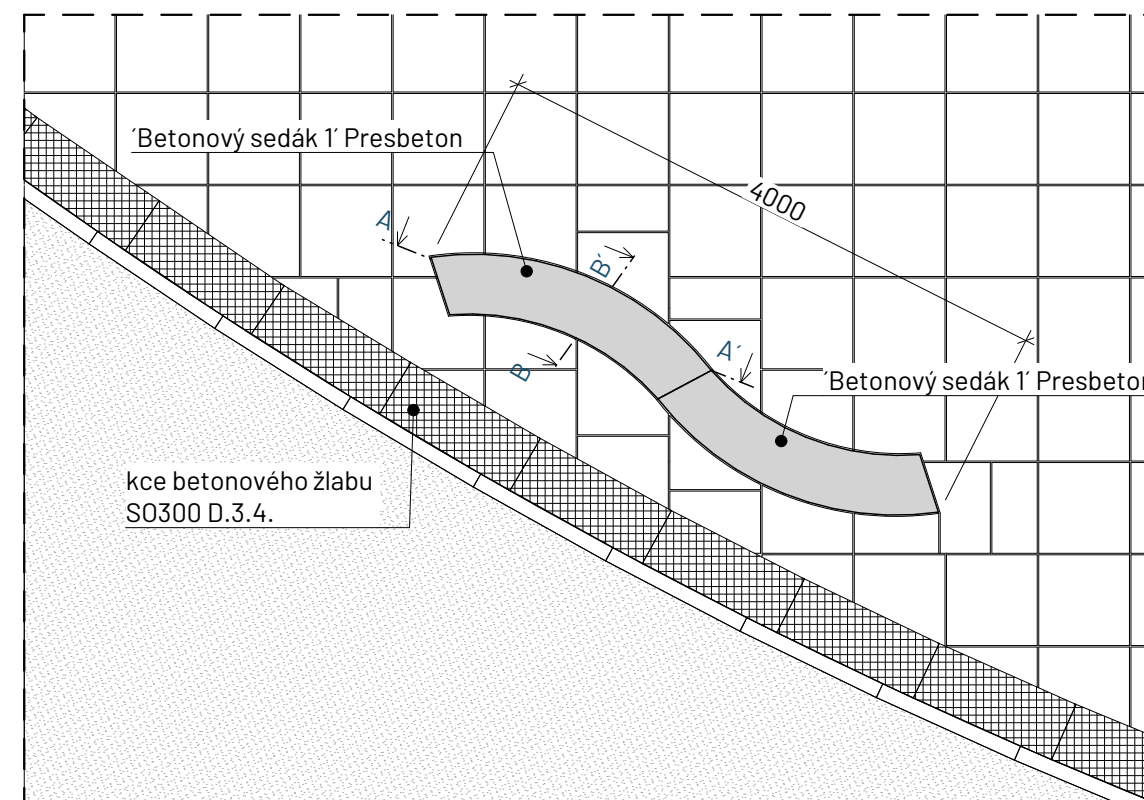 ´Betonový sedák 1´ Presbeton
4000
A
B´
A´
B
´Betonový sedák 1´ Presbeton
kce betonového žlabu
SO300 D.3.4.